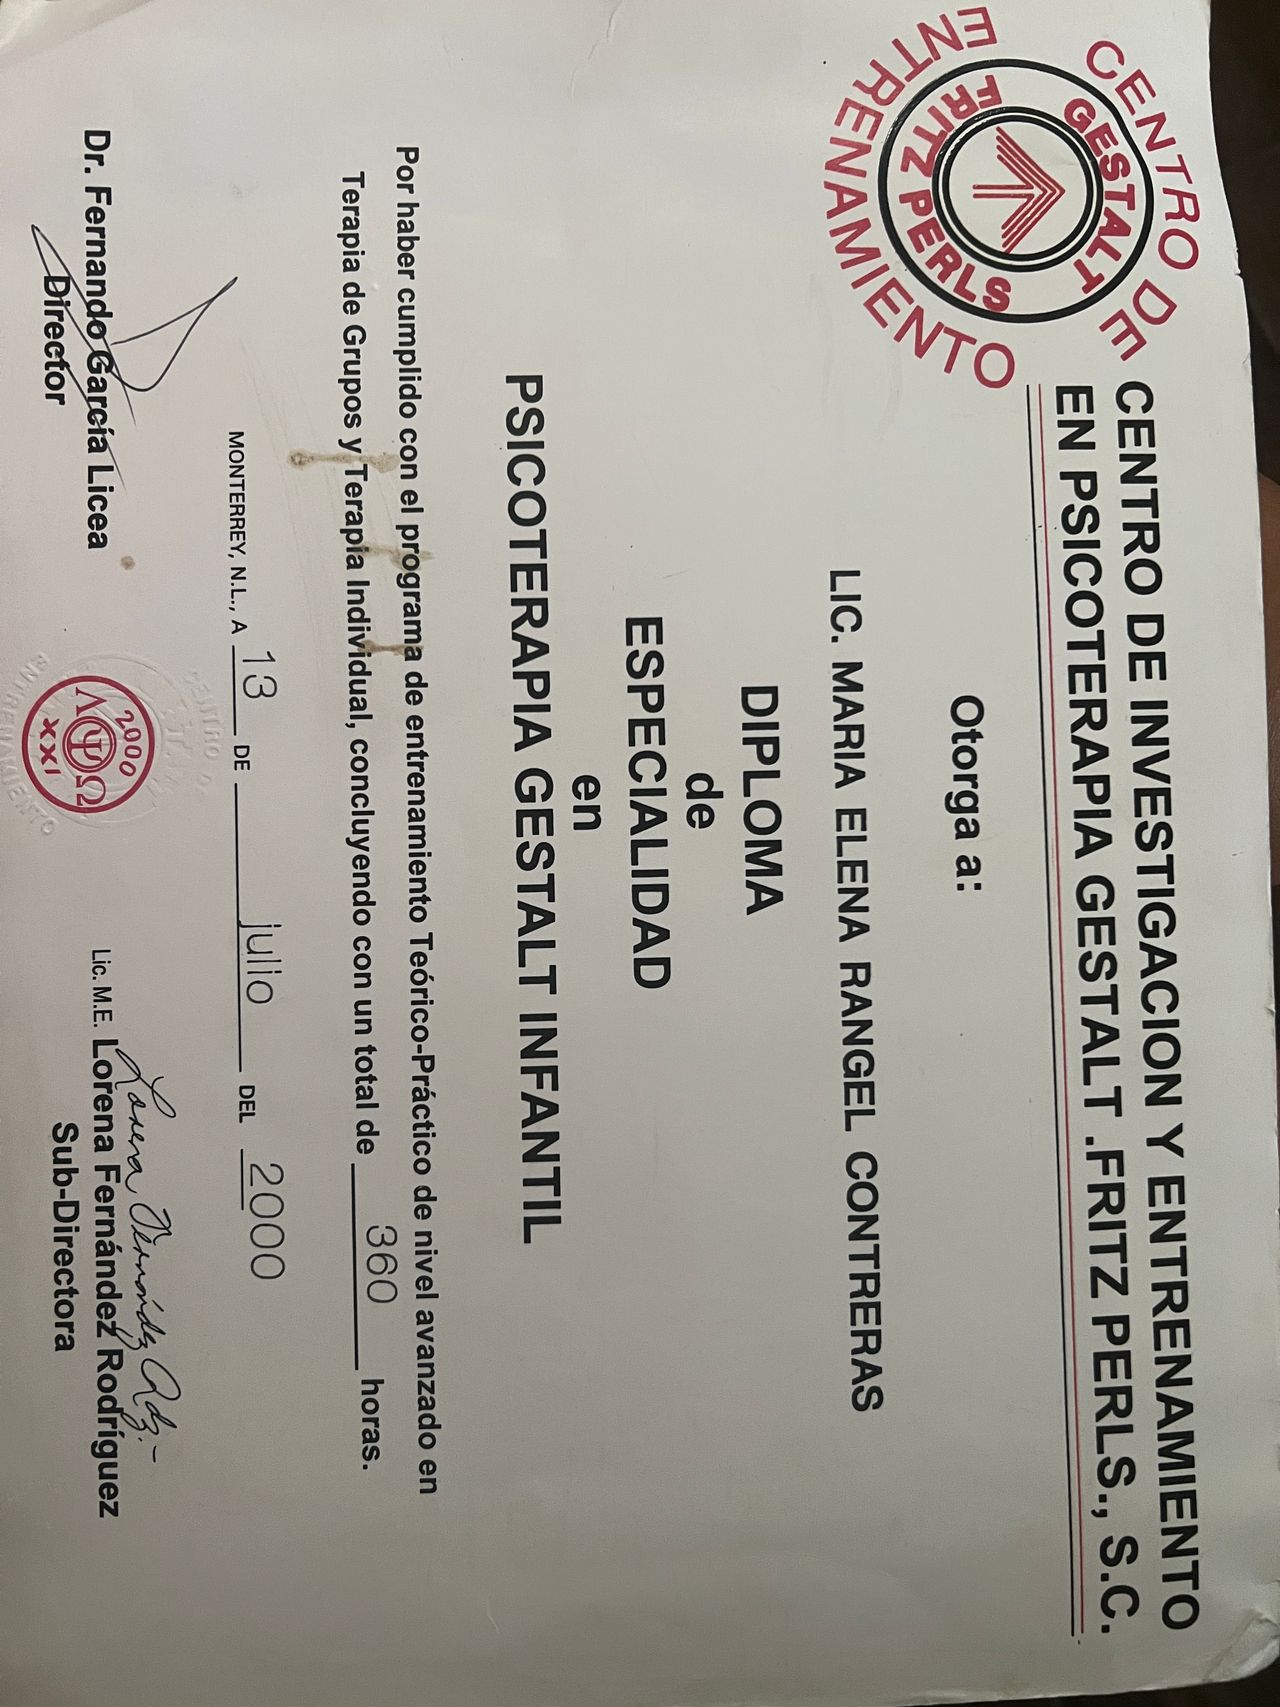 CENTRO DE ENTRENAMIENTO
GESTALT FRITZ PERLS
CENTRO DE INVESTIGACION Y ENTRENAMIENTO
EN PSICOTERAPIA GESTALT .FRITZ PERLS., S.C.
Otorga a:
LIC. MARIA ELENA RANGEL CONTRERAS
DIPLOMA
de
ESPECIALIDAD
en
PSICOTERAPIA GESTALT INFANTIL
Por haber cumplido con el programa de entrenamiento Teórico-Práctico de nivel avanzado en
Terapia de Grupos y Terapia Individual, concluyendo con un total de 360 horas.
MONTERREY, N.L., A 13 DE julio DEL 2000
Dr. Fernando García Licea
Director
2000
Λ Ψ Ω
XXI
Lorena Fernández Rdz.-
Lic. M.E. Lorena Fernández Rodríguez
Sub-Directora